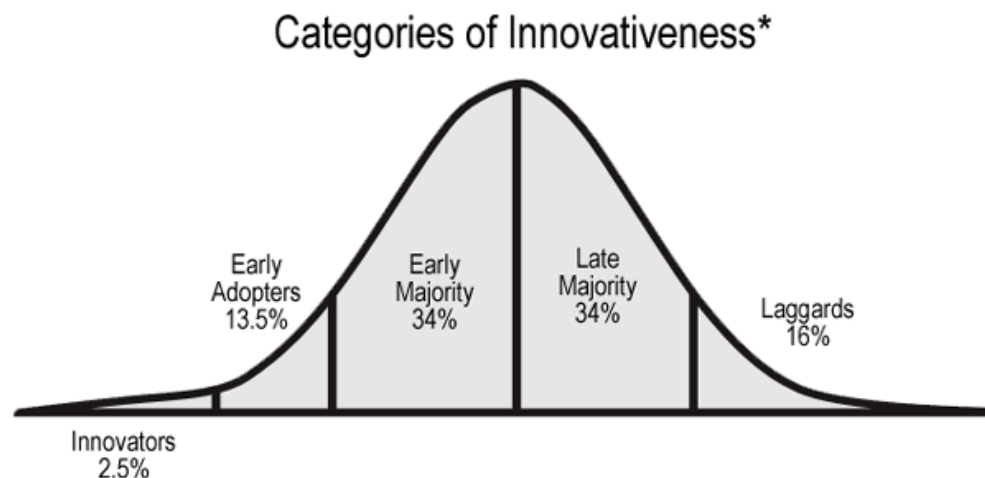 Categories of Innovativeness*
Early
Adopters
13.5%
Early
Majority
34%
Late
Majority
34%
Laggards
16%
Innovators
2.5%